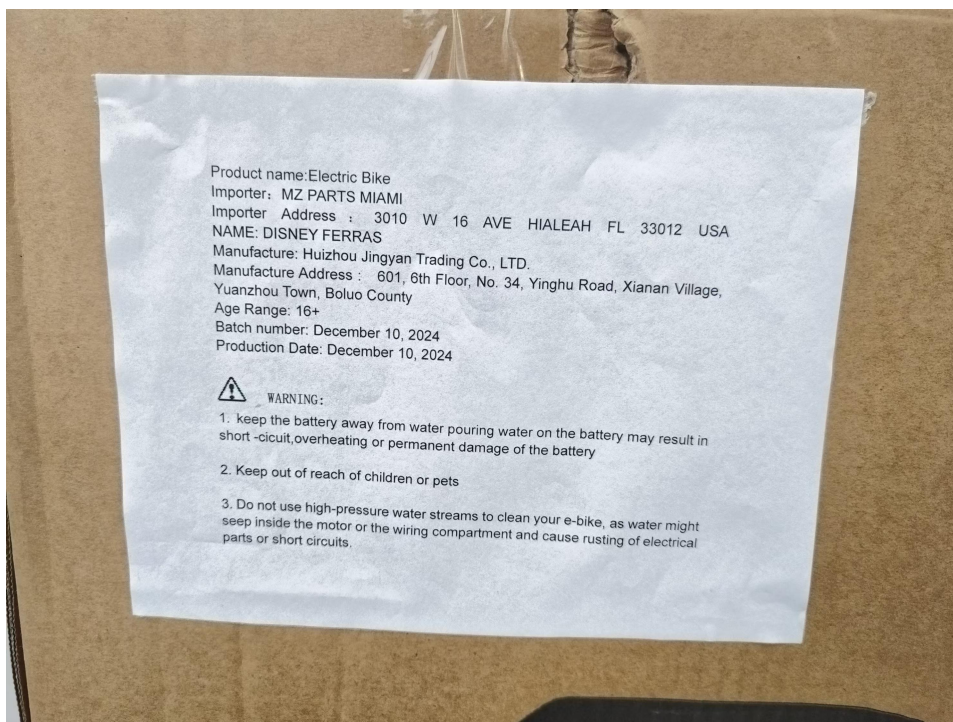 Product name:Electric Bike
Importer: MZ PARTS MIAMI
Importer Address : 3010 W 16 AVE HIALEAH FL 33012 USA
NAME: DISNEY FERRAS
Manufacture: Huizhou Jingyan Trading Co., LTD.
Manufacture Address : 601, 6th Floor, No. 34, Yinghu Road, Xianan Village,
Yuanzhou Town, Boluo County
Age Range: 16+
Batch number: December 10, 2024
Production Date: December 10, 2024
WARNING:
1. keep the battery away from water pouring water on the battery may result in
short -cicuit,overheating or permanent damage of the battery
2. Keep out of reach of children or pets
3. Do not use high-pressure water streams to clean your e-bike, as water might
seep inside the motor or the wiring compartment and cause rusting of electrical
parts or short circuits.